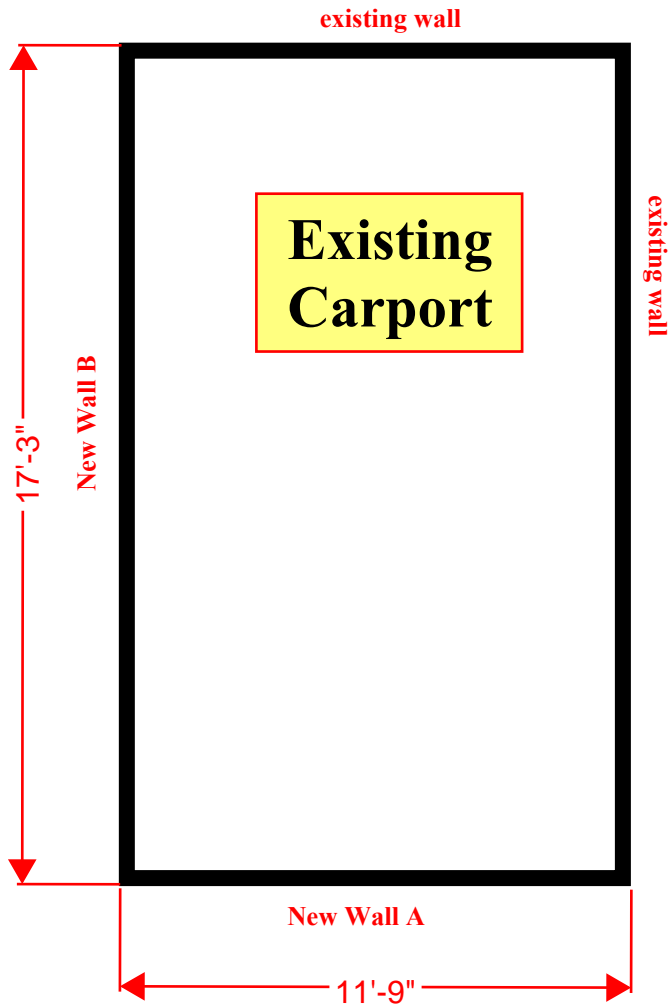 existing wall
Existing
Carport
existing wall
New Wall B
17'-3"
New Wall A
11'-9"